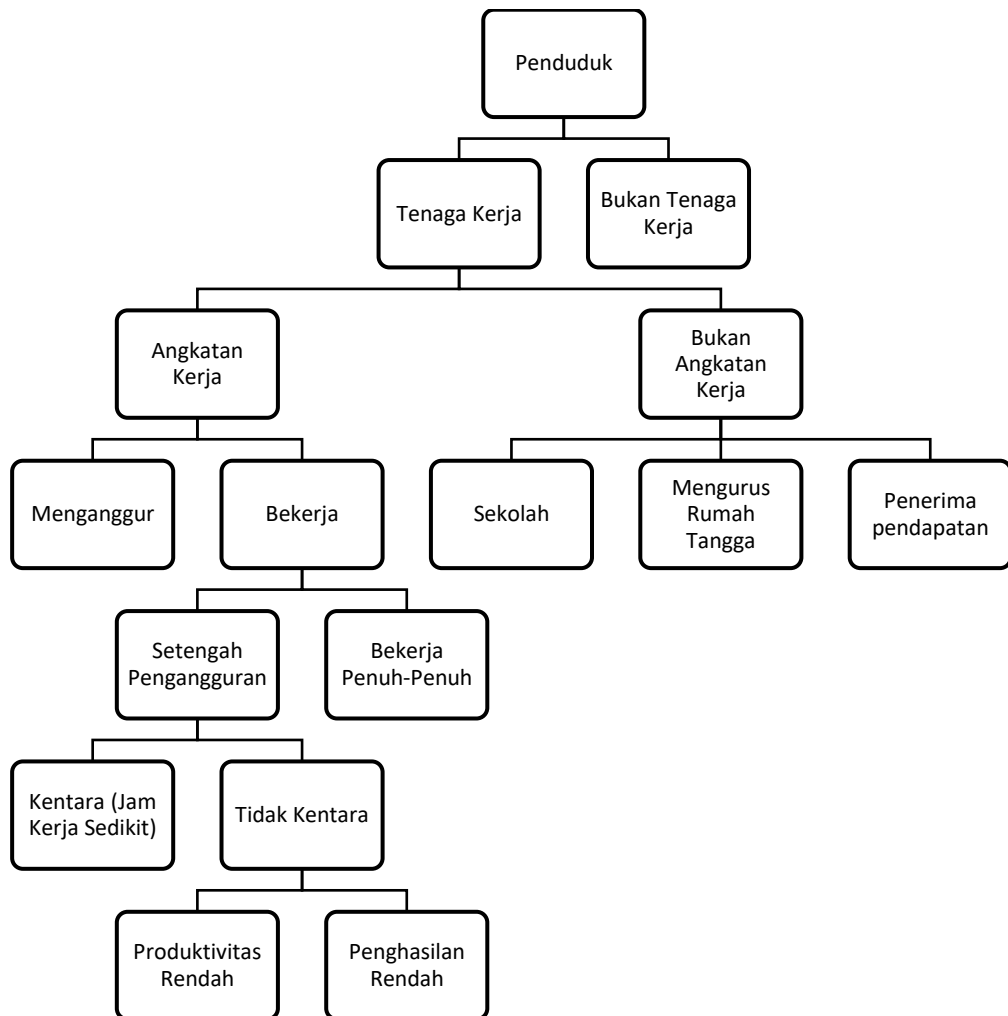 Penduduk
Tenaga Kerja
Bukan Tenaga
Kerja
Angkatan
Kerja
Bukan
Angkatan
Kerja
Menganggur
Bekerja
Sekolah
Mengurus
Rumah
Tangga
Penerima
pendapatan
Setengah
Pengangguran
Bekerja
Penuh-Penuh
Kentara (Jam
Kerja Sedikit)
Tidak Kentara
Produktivitas
Rendah
Penghasilan
Rendah